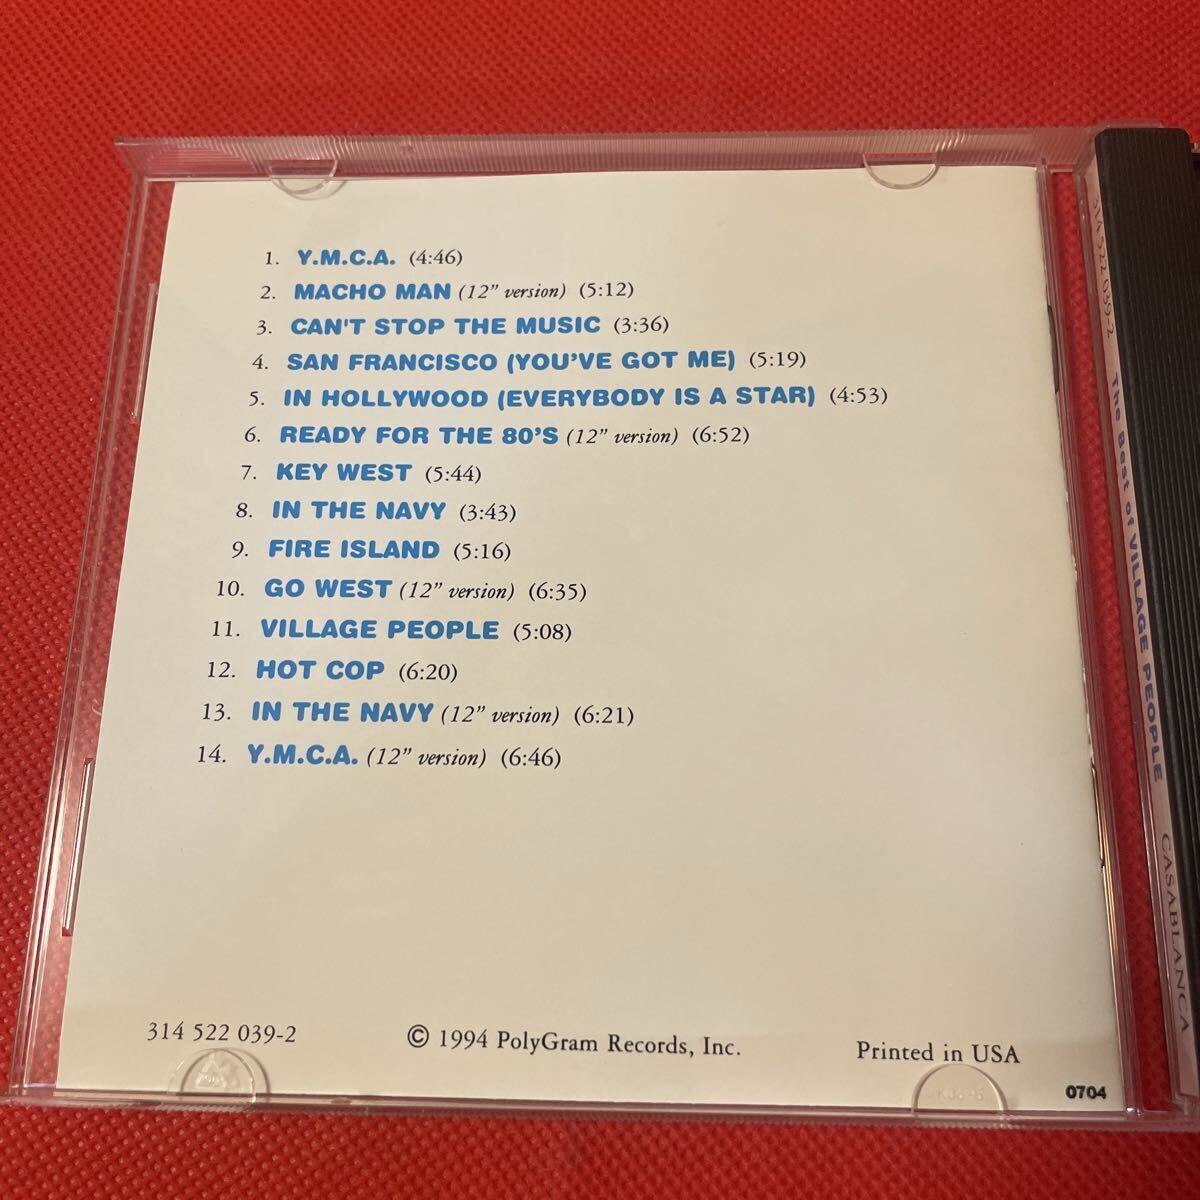 1. Y.M.C.A. (4:46)
2. MACHO MAN (12" version) (5:12)
3. CAN'T STOP THE MUSIC (3:36)
4. SAN FRANCISCO (YOU'VE GOT ME) (5:19)
5. IN HOLLYWOOD (EVERYBODY IS A STAR) (4:53)
6. READY FOR THE 80'S (12" version) (6:52)
7. KEY WEST (5:44)
8. IN THE NAVY (3:43)
9. FIRE ISLAND (5:16)
10. GO WEST (12" version) (6:35)
11. VILLAGE PEOPLE (5:08)
12. HOT COP (6:20)
13. IN THE NAVY (12" version) (6:21)
14. Y.M.C.A. (12" version) (6:46)
314 522 039-2
© 1994 PolyGram Records, Inc.
Printed in USA
0704
314 522 039-2 The Best of VILLAGE PEOPLE CASABLANCA